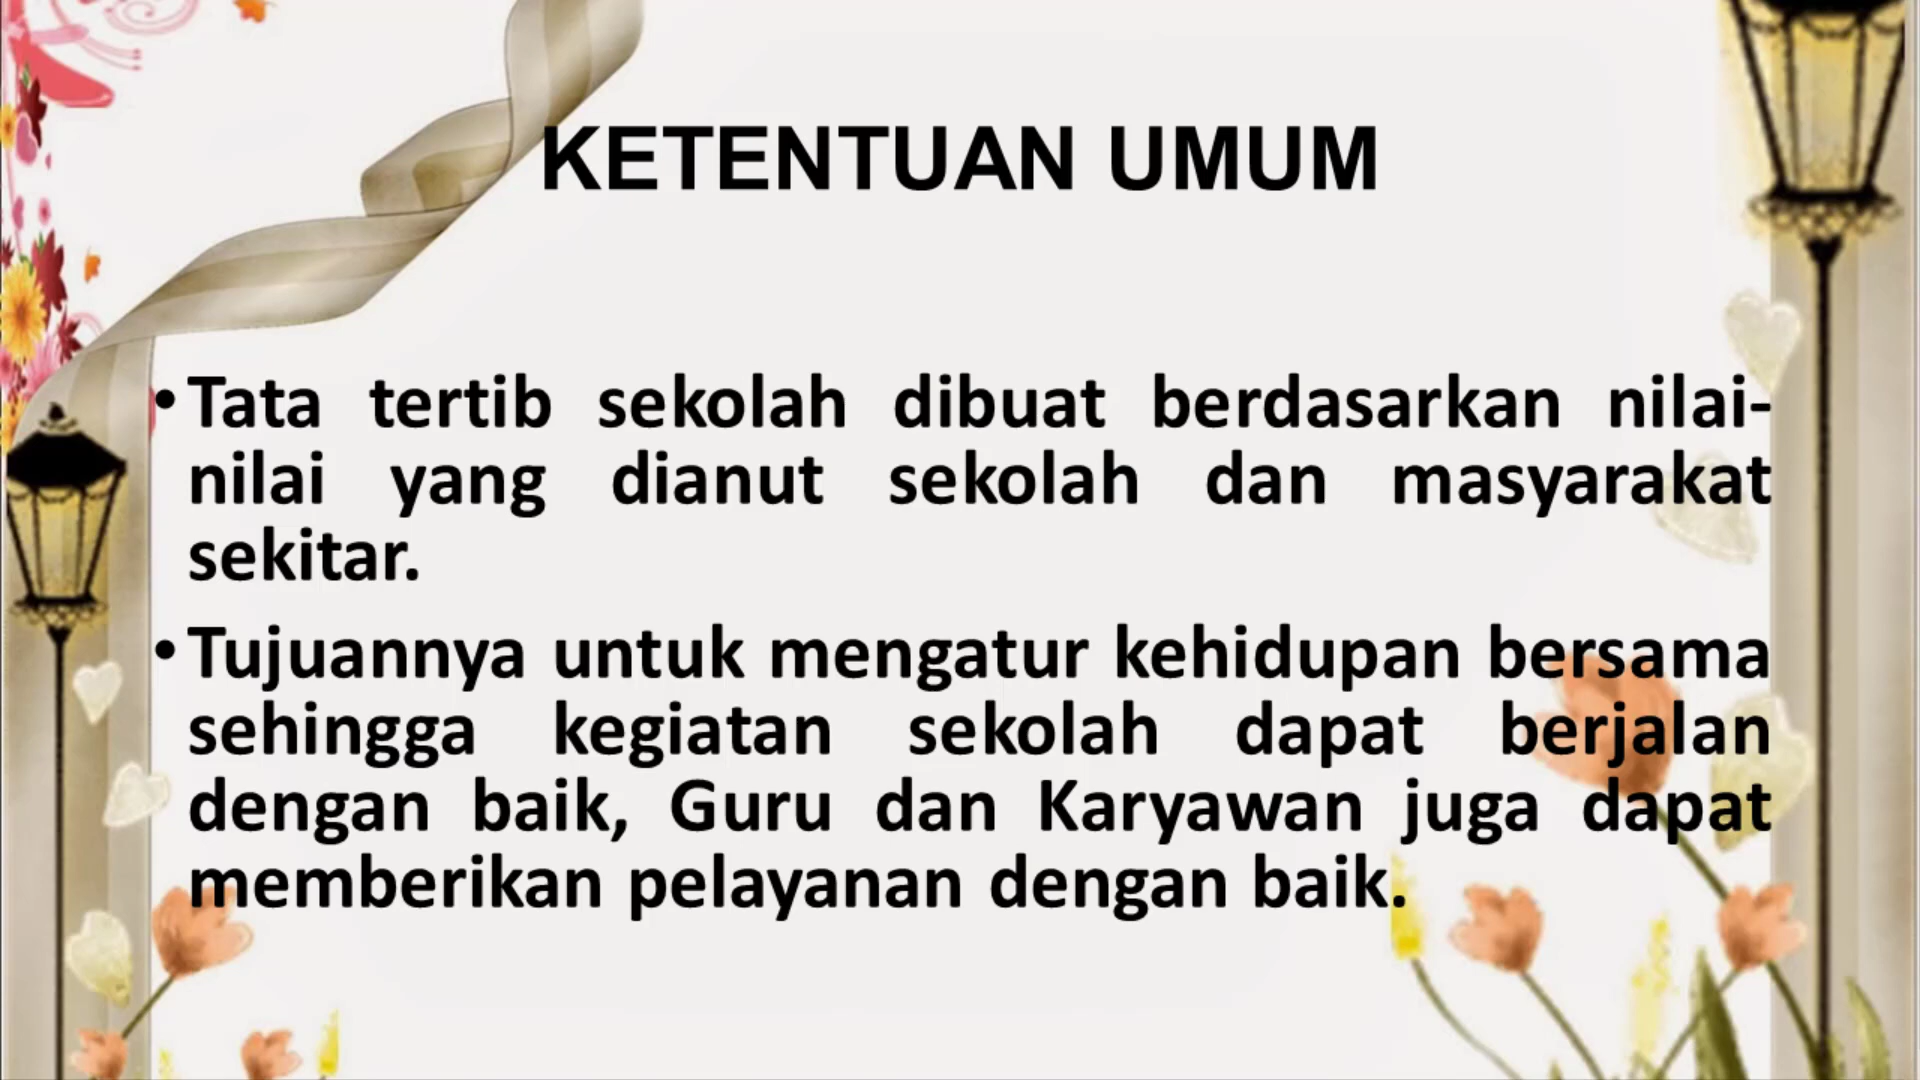 KETENTUAN UMUM
• Tata tertib sekolah dibuat berdasarkan nilai-
nilai yang dianut sekolah dan masyarakat
sekitar.
• Tujuannya untuk mengatur kehidupan bersama
sehingga kegiatan sekolah dapat berjalan
dengan baik, Guru dan Karyawan juga dapat
memberikan pelayanan dengan baik.